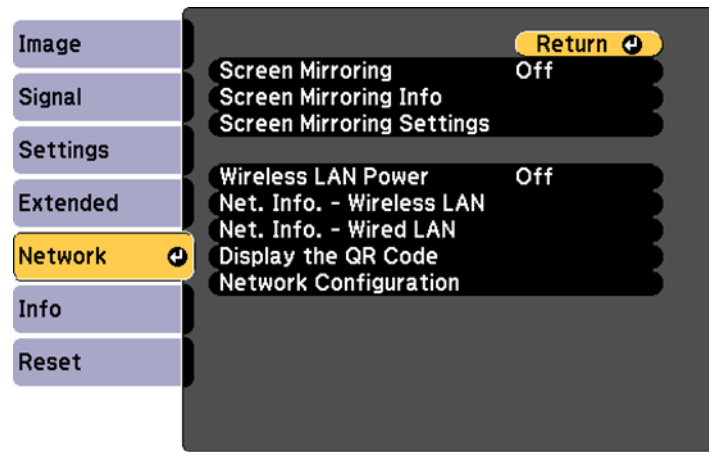 Image
Signal
Settings
Extended
Network
Info
Reset
Return
Screen Mirroring Off
Screen Mirroring Info
Screen Mirroring Settings
Wireless LAN Power Off
Net. Info. - Wireless LAN
Net. Info. - Wired LAN
Display the QR Code
Network Configuration